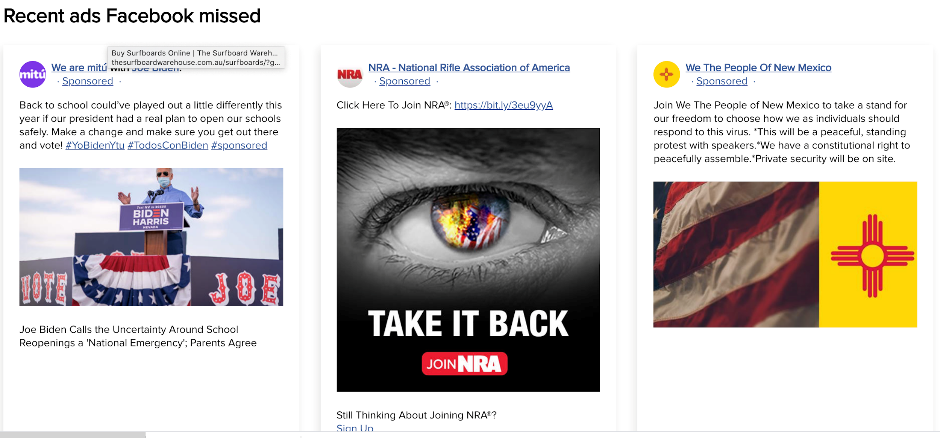 Recent ads Facebook missed
Buy Surfboards Online | The Surfboard Wareh...
thesurfboardwarehouse.com.au/surfboards/?g...
mitú
We are mitú with Joe Biden.
· Sponsored ·
Back to school could've played out a little differently this
year if our president had a real plan to open our schools
safely. Make a change and make sure you get out there
and vote! #YoBidenYtu #TodosConBiden #sponsored
BIDEN
HARRIS
NEVADA
VOTE
JOE
Joe Biden Calls the Uncertainty Around School
Reopenings a 'National Emergency'; Parents Agree
NRA
NRA - National Rifle Association of America
· Sponsored ·
Click Here To Join NRA®: https://bit.ly/3eu9yyA
TAKE IT BACK
JOIN NRA
Still Thinking About Joining NRA®?
Sign Up
We The People Of New Mexico
· Sponsored ·
Join We The People of New Mexico to take a stand for
our freedom to choose how we as individuals should
respond to this virus. *This will be a peaceful, standing
protest with speakers.*We have a constitutional right to
peacefully assemble.*Private security will be on site.